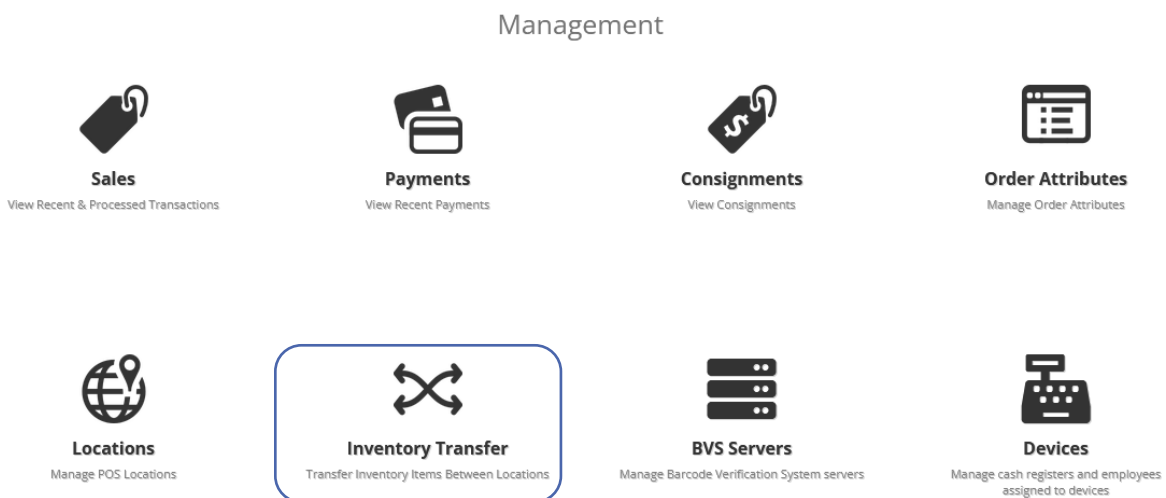 Management
Sales
View Recent & Processed Transactions
Payments
View Recent Payments
$
Consignments
View Consignments
Order Attributes
Manage Order Attributes
Locations
Manage POS Locations
Inventory Transfer
Transfer Inventory Items Between Locations
BVS Servers
Manage Barcode Verification System servers
Devices
Manage cash registers and employees
assigned to devices